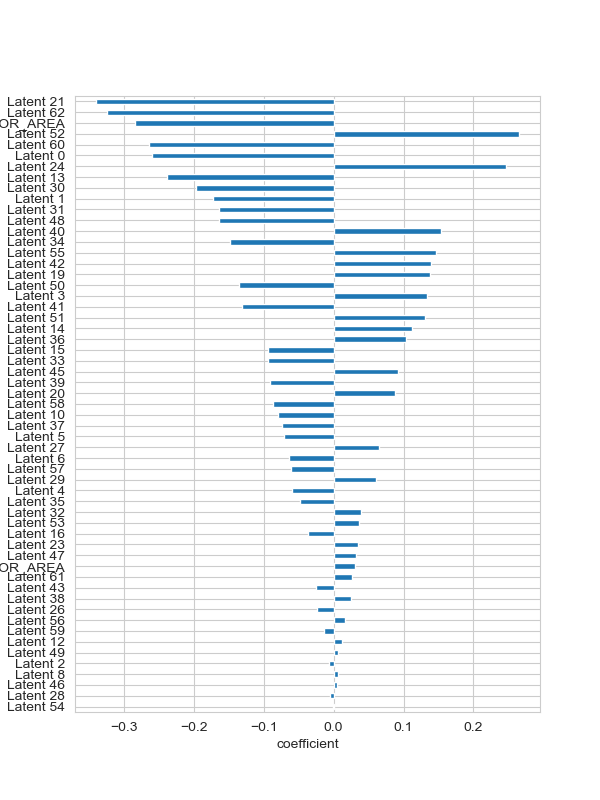 Latent 21
Latent 62
OR_AREA
Latent 52
Latent 60
Latent 0
Latent 24
Latent 13
Latent 30
Latent 1
Latent 31
Latent 48
Latent 40
Latent 34
Latent 55
Latent 42
Latent 19
Latent 50
Latent 3
Latent 41
Latent 51
Latent 14
Latent 36
Latent 15
Latent 33
Latent 45
Latent 39
Latent 20
Latent 58
Latent 10
Latent 37
Latent 5
Latent 27
Latent 6
Latent 57
Latent 29
Latent 4
Latent 35
Latent 32
Latent 53
Latent 16
Latent 23
Latent 47
OR_AREA
Latent 61
Latent 43
Latent 38
Latent 26
Latent 56
Latent 59
Latent 12
Latent 49
Latent 2
Latent 8
Latent 46
Latent 28
Latent 54
−0.3 −0.2 −0.1 0.0 0.1 0.2
coefficient